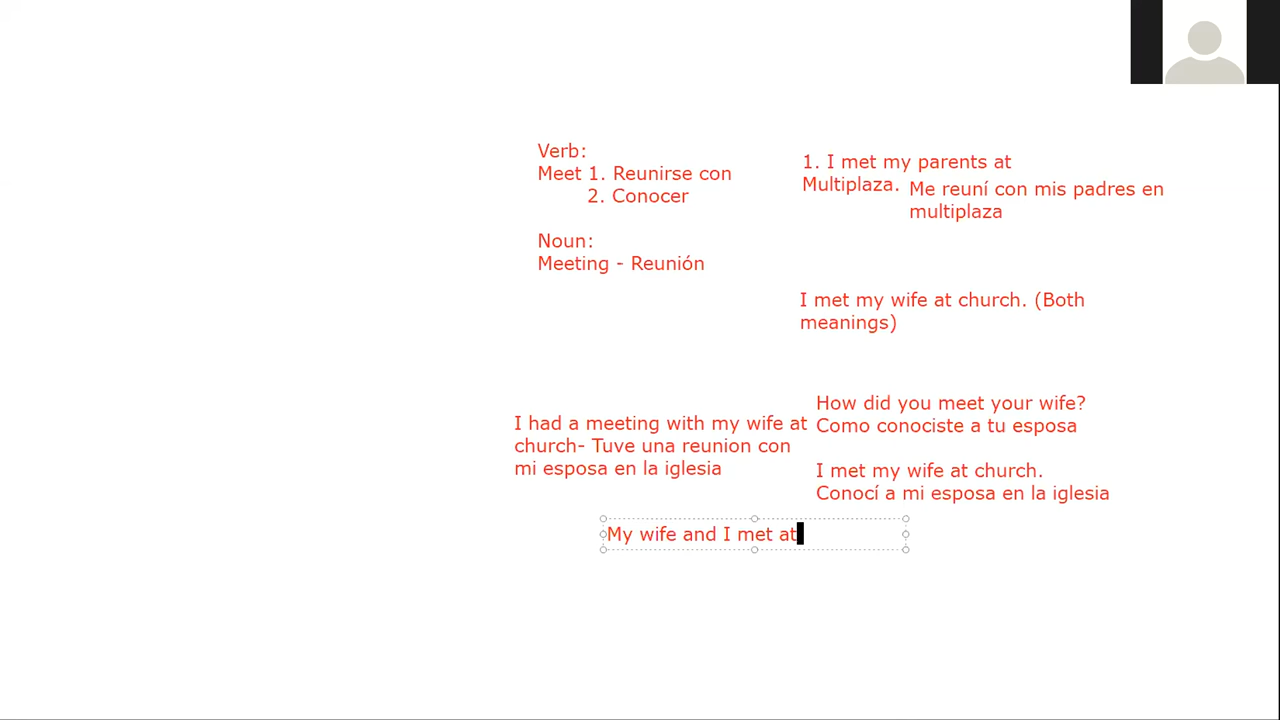 Verb:
Meet 1. Reunirse con
2. Conocer
Noun:
Meeting - Reunión
1. I met my parents at
Multiplaza.
Me reuní con mis padres en
multiplaza
I met my wife at church. (Both
meanings)
How did you meet your wife?
Como conociste a tu esposa
I met my wife at church.
Conocí a mi esposa en la iglesia
I had a meeting with my wife at
church- Tuve una reunion con
mi esposa en la iglesia
My wife and I met at